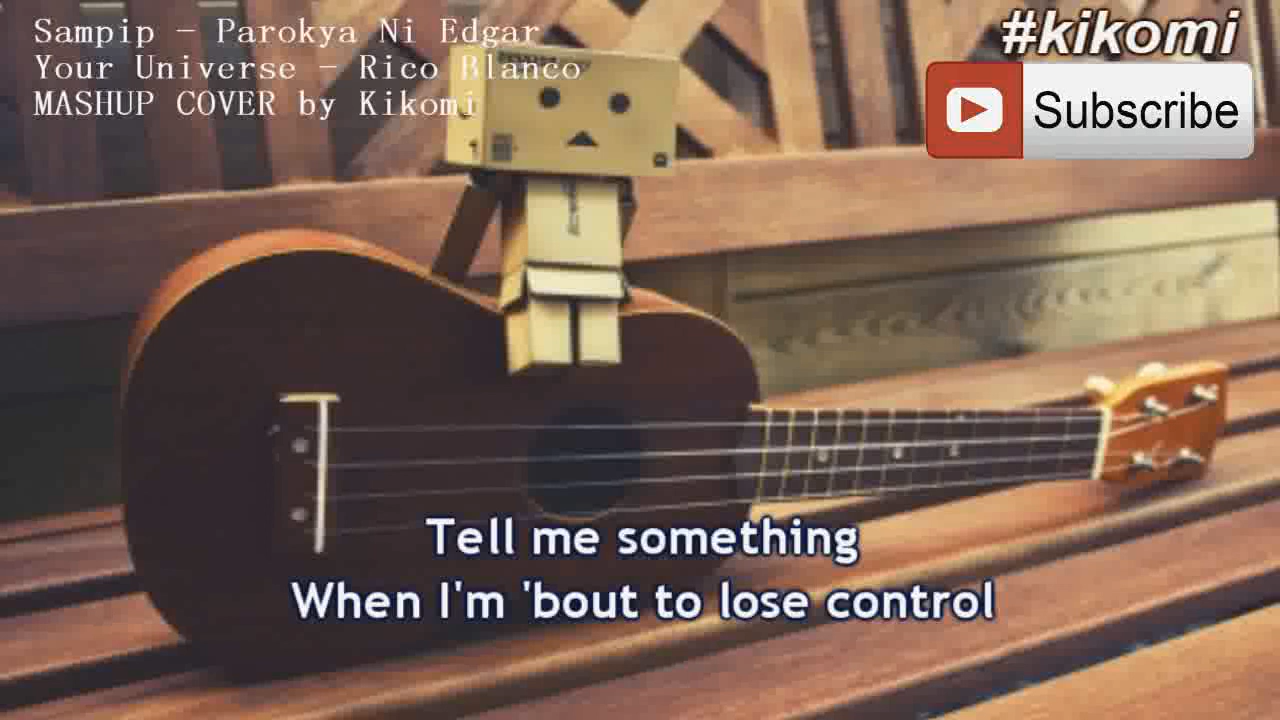 Sampip - Parokya Ni Edgar
Your Universe - Rico Blanco
MASHUP COVER by Kikomi
#kikomi
Subscribe
Tell me something
When I'm 'bout to lose control